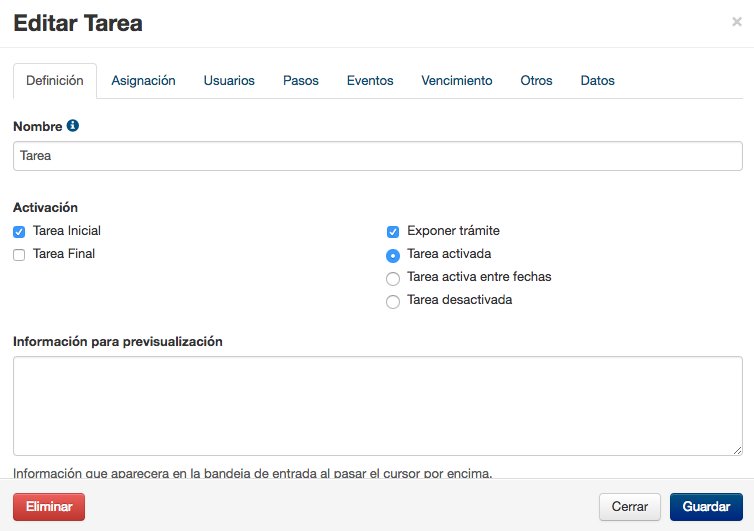 Editar Tarea
×
Definición Asignación Usuarios Pasos Eventos Vencimiento Otros Datos
Nombre
Tarea
Activación
Tarea Inicial
Tarea Final
Exponer trámite
Tarea activada
Tarea activa entre fechas
Tarea desactivada
Información para previsualización
Información que aparecera en la bandeja de entrada al pasar el cursor por encima.
Eliminar Cerrar Guardar